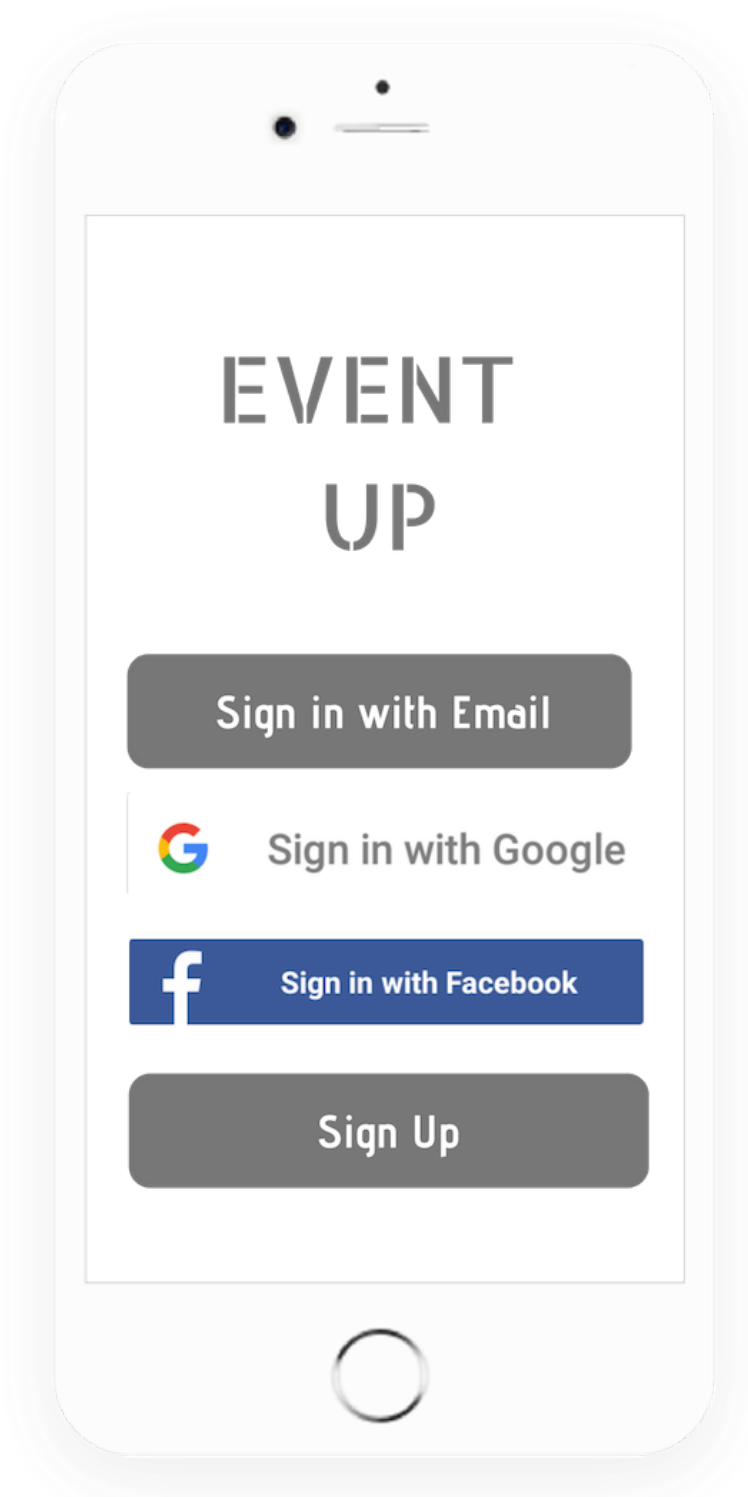 EVENT
UP
Sign in with Email
Sign in with Google
Sign in with Facebook
Sign Up